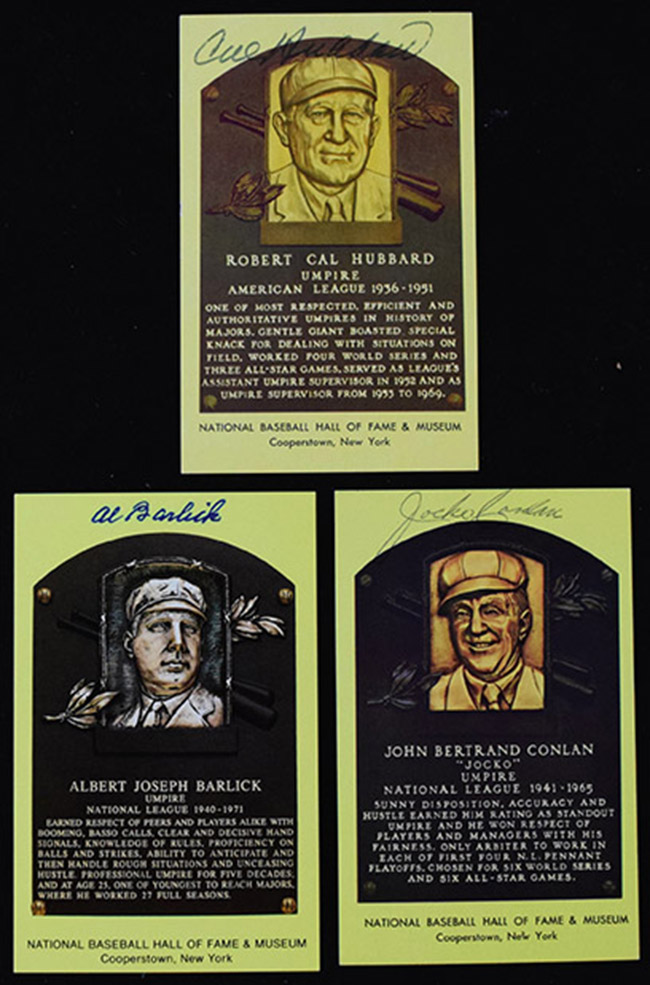 Cal Hubbard
ROBERT CAL HUBBARD
UMPIRE
AMERICAN LEAGUE 1936-1951
ONE OF MOST RESPECTED, EFFICIENT AND
AUTHORITATIVE UMPIRES IN HISTORY OF
MAJORS. GENTLE GIANT BOASTED SPECIAL
KNACK FOR DEALING WITH SITUATIONS ON
FIELD, WORKED FOUR WORLD SERIES AND
THREE ALL-STAR GAMES, SERVED AS LEAGUE'S
ASSISTANT UMPIRE SUPERVISOR IN 1952 AND AS
UMPIRE SUPERVISOR FROM 1953 TO 1969.
NATIONAL BASEBALL HALL OF FAME & MUSEUM
Cooperstown, New York
Al Barlick
ALBERT JOSEPH BARLICK
UMPIRE
NATIONAL LEAGUE 1940-1971
EARNED RESPECT OF PEERS AND PLAYERS ALIKE WITH
BOOMING, BASSO CALLS, CLEAR AND DECISIVE HAND
SIGNALS, KNOWLEDGE OF RULES, PROFICIENCY ON
BALLS AND STRIKES, ABILITY TO ANTICIPATE AND
THEN HANDLE ROUGH SITUATIONS AND UNCEASING
HUSTLE. PROFESSIONAL UMPIRE FOR FIVE DECADES,
AND AT AGE 25, ONE OF YOUNGEST TO REACH MAJORS,
WHERE HE WORKED 27 FULL SEASONS.
NATIONAL BASEBALL HALL OF FAME & MUSEUM
Cooperstown, New York
Jocko Conlan
JOHN BERTRAND CONLAN
"JOCKO"
UMPIRE
NATIONAL LEAGUE 1941-1965
SUNNY DISPOSITION, ACCURACY AND
HUSTLE EARNED HIM RATING AS STANDOUT
UMPIRE AND HE WON RESPECT OF
PLAYERS AND MANAGERS WITH HIS
FAIRNESS. ONLY ARBITER TO WORK IN
EACH OF FIRST FOUR N.L. PENNANT
PLAYOFFS. CHOSEN FOR SIX WORLD SERIES
AND SIX ALL-STAR GAMES.
NATIONAL BASEBALL HALL OF FAME & MUSEUM
Cooperstown, New York